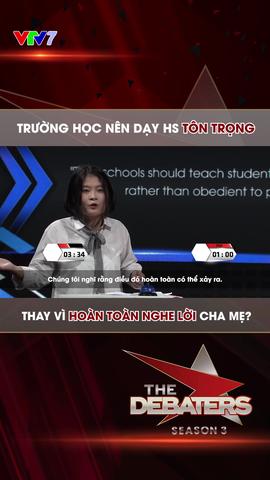 VTV7
TRƯỜNG HỌC NÊN DẠY HS TÔN TRỌNG
schools should teach student
rather than obedient to p
03:34
01:00
Chúng tôi nghĩ rằng điều đó hoàn toàn có thể xảy ra.
THAY VÌ HOÀN TOÀN NGHE LỜI CHA MẸ?
THE
DEBATERS
SEASON 3